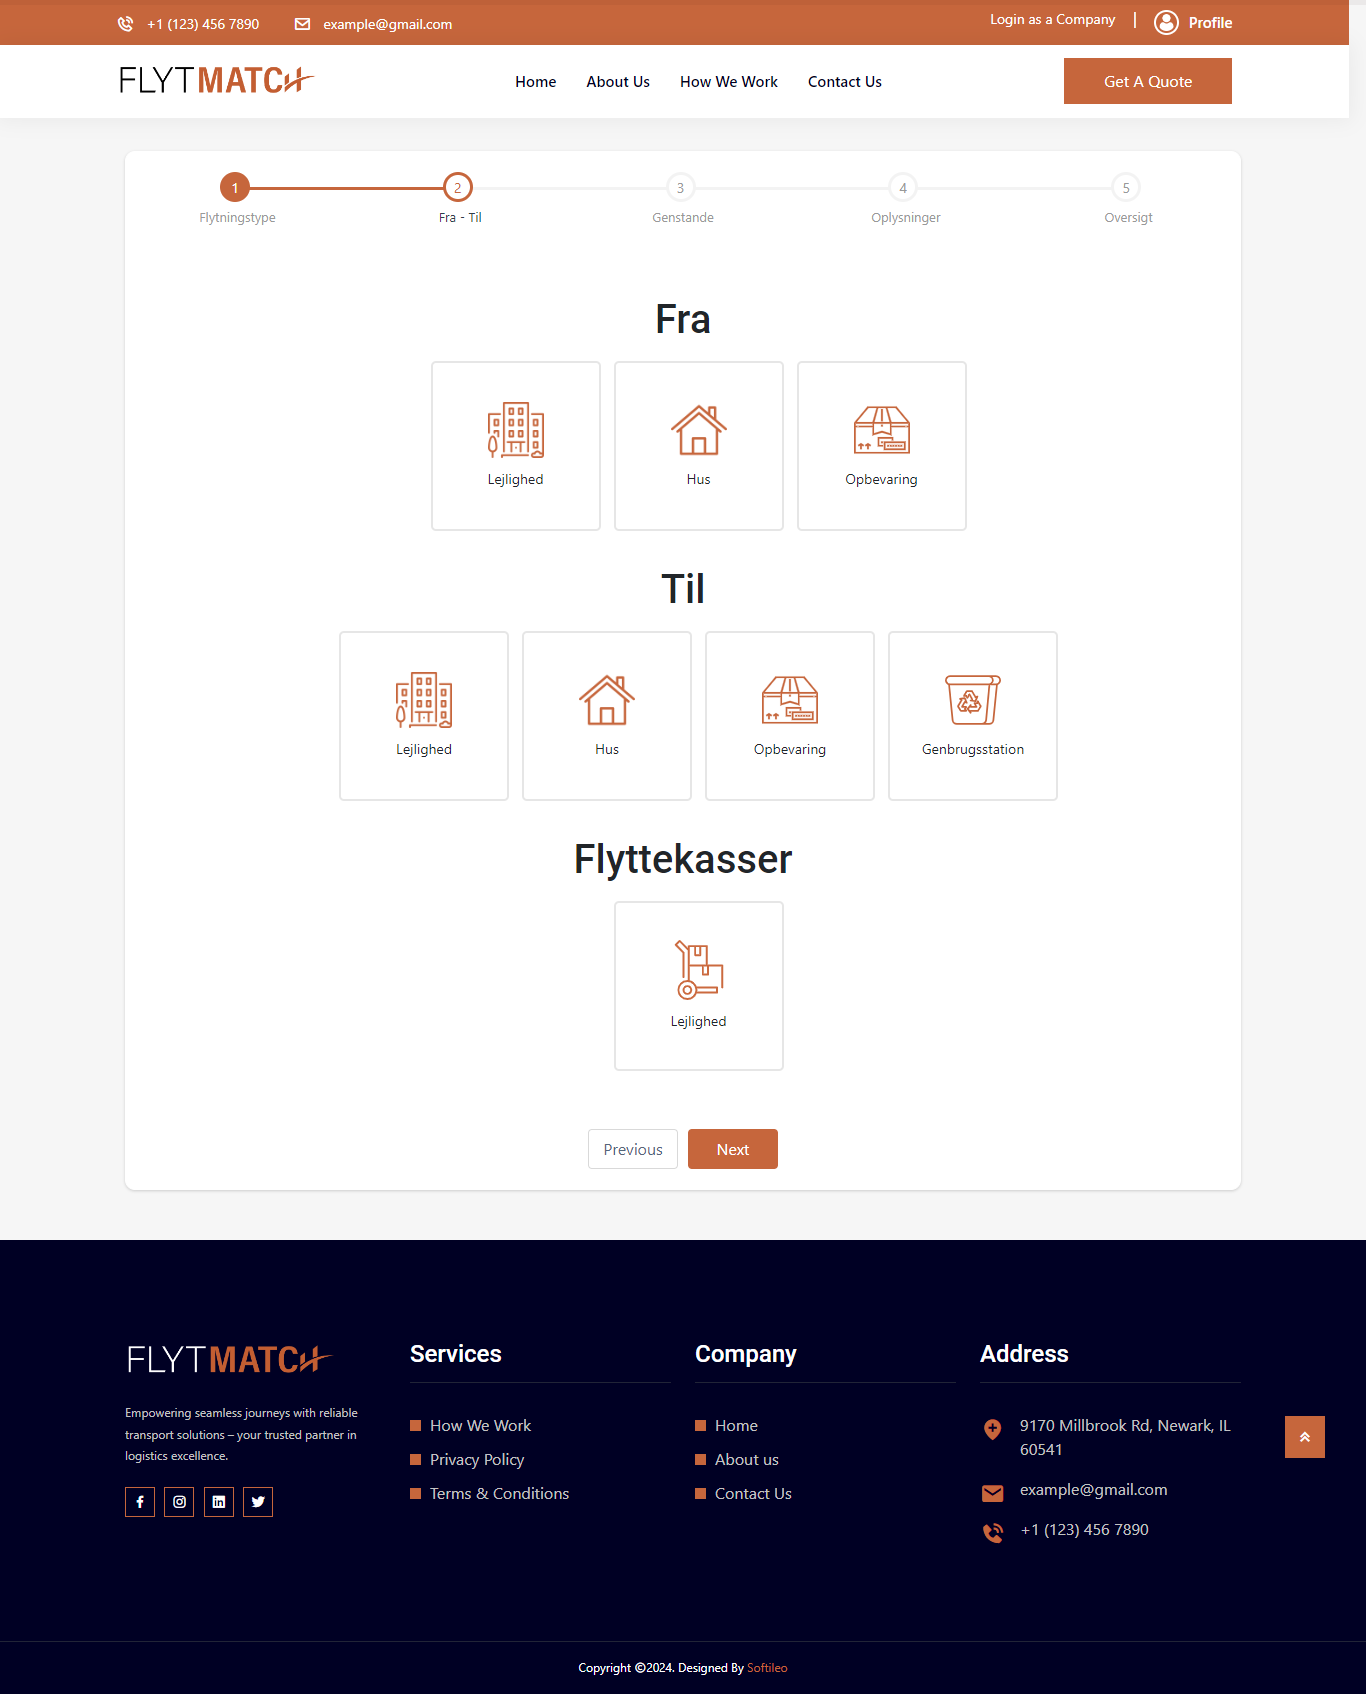 +1 (123) 456 7890
example@gmail.com
Login as a Company
Profile
FLYTMATCH
Home
About Us
How We Work
Contact Us
Get A Quote
1
2
3
4
5
Flytningstype
Fra - Til
Genstande
Oplysninger
Oversigt
Fra
Lejlighed
Hus
Opbevaring
Til
Lejlighed
Hus
Opbevaring
Genbrugsstation
Flyttekasser
Lejlighed
Previous
Next
FLYTMATCH
Empowering seamless journeys with reliable
transport solutions – your trusted partner in
logistics excellence.
Services
How We Work
Privacy Policy
Terms & Conditions
Company
Home
About us
Contact Us
Address
9170 Millbrook Rd, Newark, IL
60541
example@gmail.com
+1 (123) 456 7890
Copyright ©2024. Designed By Softileo